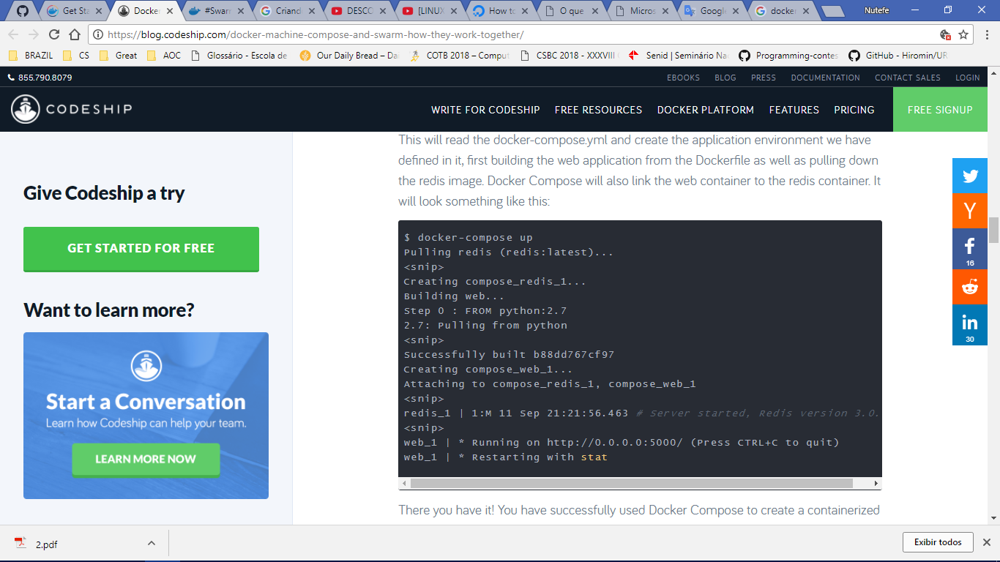 Get Sta
Docker
#Swarm
Criand
DESCO
[LINUX
How to
O que
Micros
Google
docker
Nutefe
https://blog.codeship.com/docker-machine-compose-and-swarm-how-they-work-together/
BRAZIL
CS
Great
AOC
Glossário - Escola de
Our Daily Bread – Da
COTB 2018 – Comput
CSBC 2018 - XXXVIII
Senid | Seminário Na
Programming-contes
GitHub - Hiromin/UR
855.790.8079
EBOOKS BLOG PRESS DOCUMENTATION CONTACT SALES LOGIN
CODESHIP
WRITE FOR CODESHIP FREE RESOURCES DOCKER PLATFORM FEATURES PRICING FREE SIGNUP
Give Codeship a try
GET STARTED FOR FREE
Want to learn more?
Start a Conversation
Learn how Codeship can help your team.
LEARN MORE NOW
This will read the docker-compose.yml and create the application environment we have
defined in it, first building the web application from the Dockerfile as well as pulling down
the redis image. Docker Compose will also link the web container to the redis container. It
will look something like this:
$ docker-compose up
Pulling redis (redis:latest)...
<snip>
Creating compose_redis_1...
Building web...
Step 0 : FROM python:2.7
2.7: Pulling from python
<snip>
Successfully built b88dd767cf97
Creating compose_web_1...
Attaching to compose_redis_1, compose_web_1
<snip>
redis_1 | 1:M 11 Sep 21:21:56.463 # Server started, Redis version 3.0.
<snip>
web_1 | * Running on http://0.0.0.0:5000/ (Press CTRL+C to quit)
web_1 | * Restarting with stat
There you have it! You have successfully used Docker Compose to create a containerized
16
30
2.pdf
Exibir todos